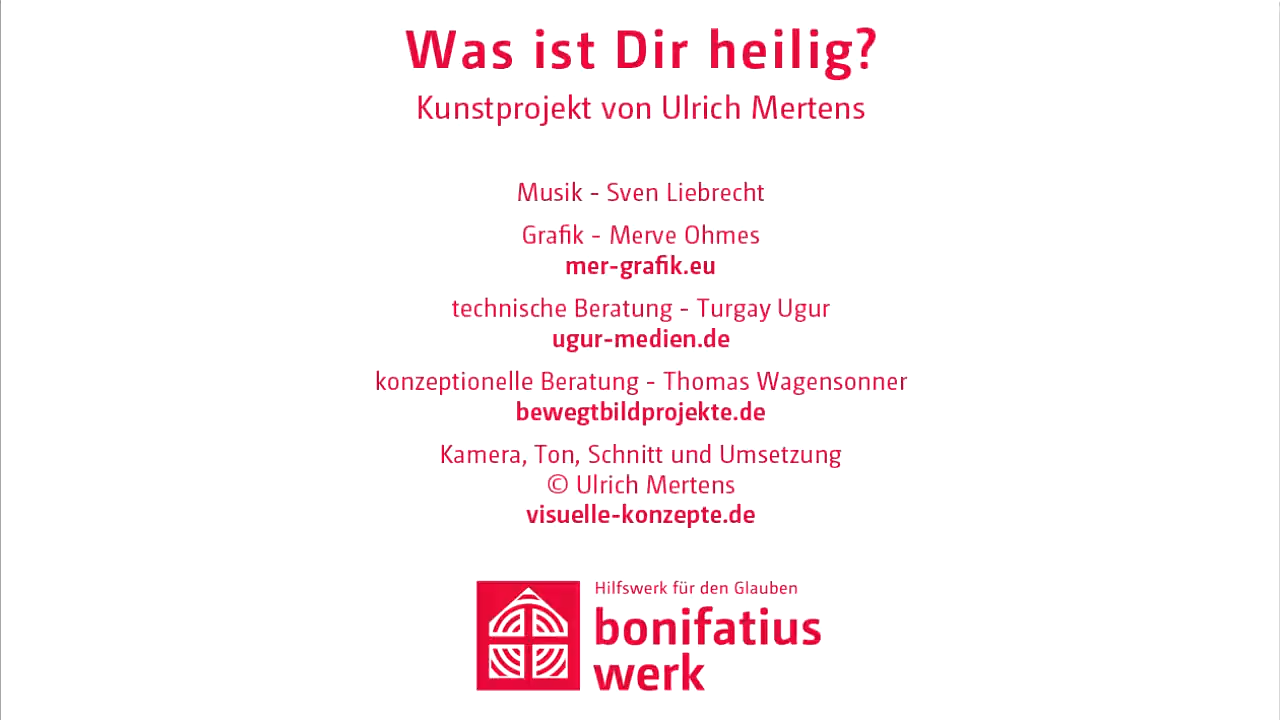 Was ist Dir heilig?
Kunstprojekt von Ulrich Mertens
Musik - Sven Liebrecht
Grafik - Merve Ohmes
mer-grafik.eu
technische Beratung - Turgay Ugur
ugur-medien.de
konzeptionelle Beratung - Thomas Wagensonner
bewegtbildprojekte.de
Kamera, Ton, Schnitt und Umsetzung
© Ulrich Mertens
visuelle-konzepte.de
Hilfswerk für den Glauben
bonifatius
werk